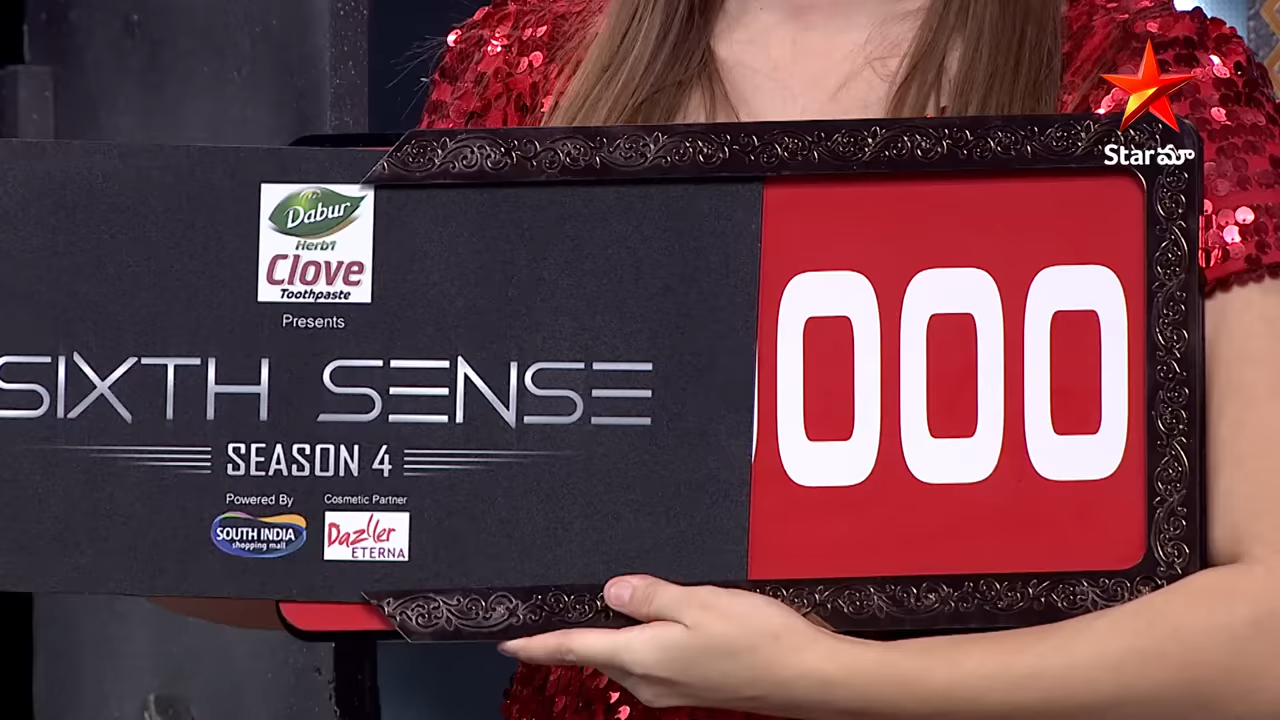 Starమా
Dabur
Herb'l
Clove
Toothpaste
Presents
SIXTH SENSE
SEASON 4
Powered By
SOUTH INDIA
shopping mall
Cosmetic Partner
Dazller
ETERNA
000